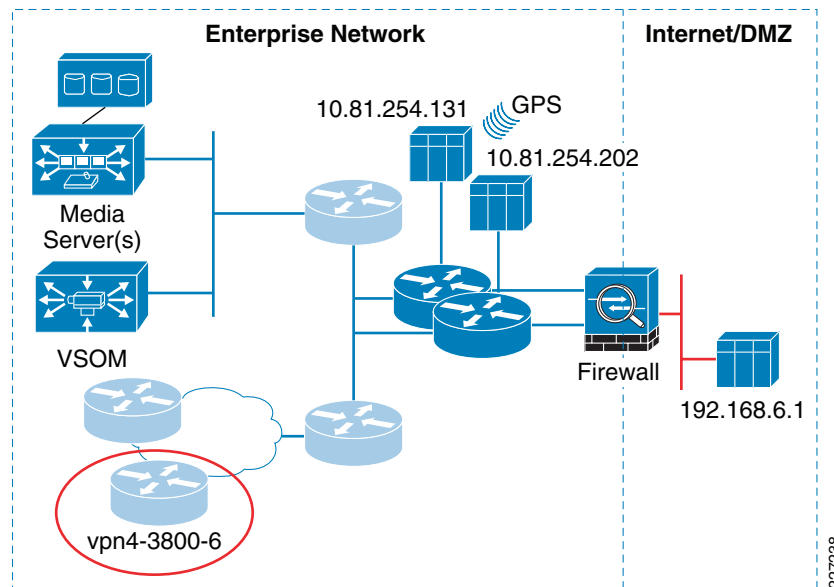 Enterprise Network
Internet/DMZ
10.81.254.131
GPS
10.81.254.202
Media
Server(s)
VSOM
Firewall
192.168.6.1
vpn4-3800-6